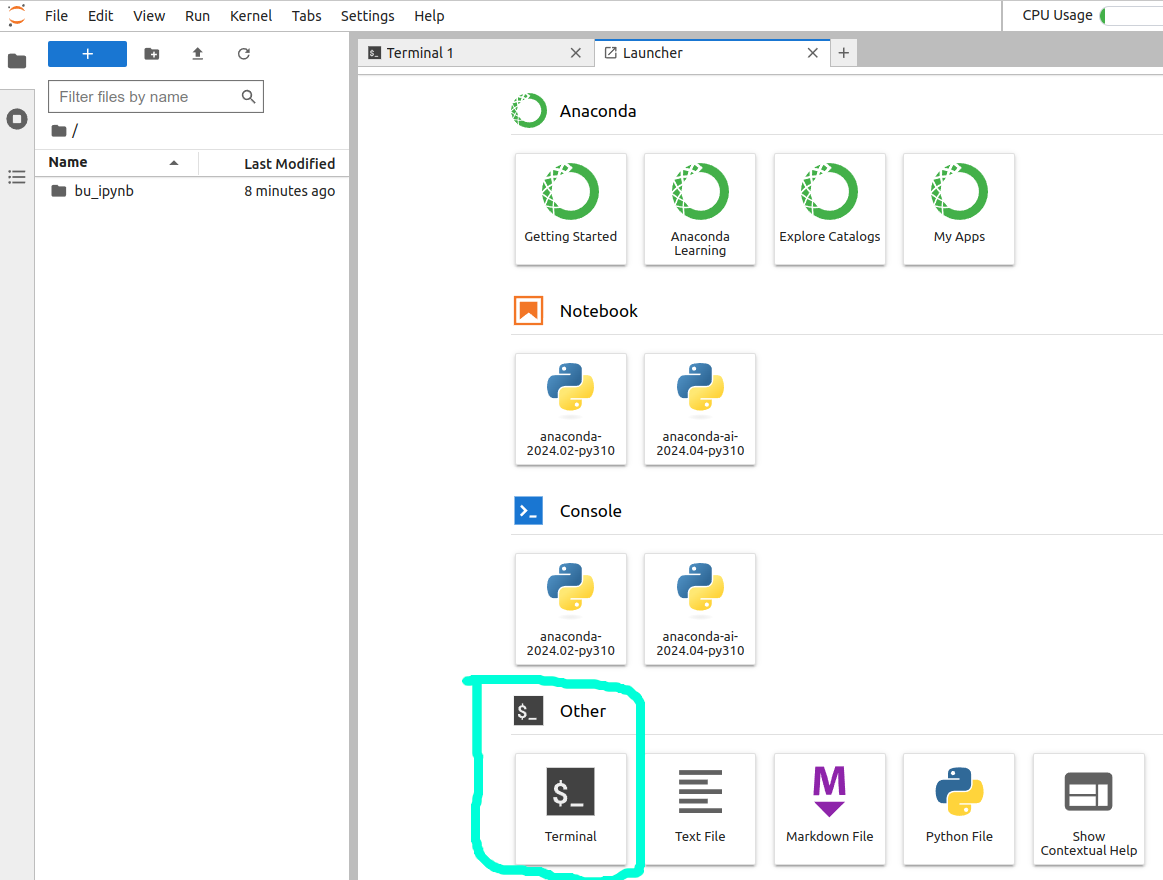 File Edit View Run Kernel Tabs Settings Help
CPU Usage
+
Terminal 1
Launcher
+
Filter files by name
/
Name
Last Modified
bu_ipynb
8 minutes ago
Anaconda
Getting Started
Anaconda
Learning
Explore Catalogs
My Apps
Notebook
anaconda-
2024.02-py310
anaconda-ai-
2024.04-py310
Console
anaconda-
2024.02-py310
anaconda-ai-
2024.04-py310
$_ Other
$_
Terminal
Text File
M
Markdown File
Python File
Show
Contextual Help